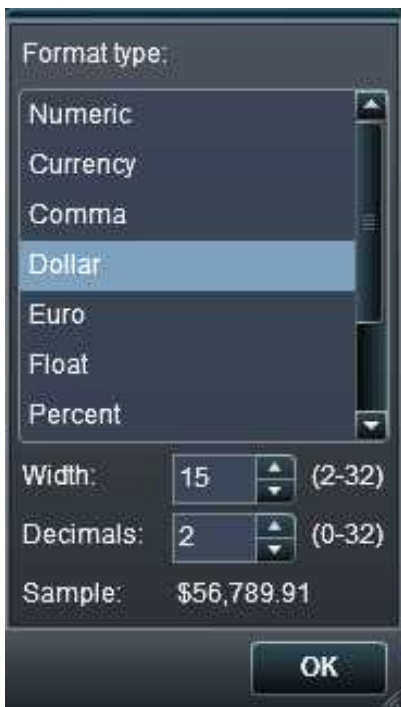 Format type:
Numeric
Currency
Comma
Dollar
Euro
Float
Percent
Width: 15 (2-32)
Decimals: 2 (0-32)
Sample: $56,789.91
OK